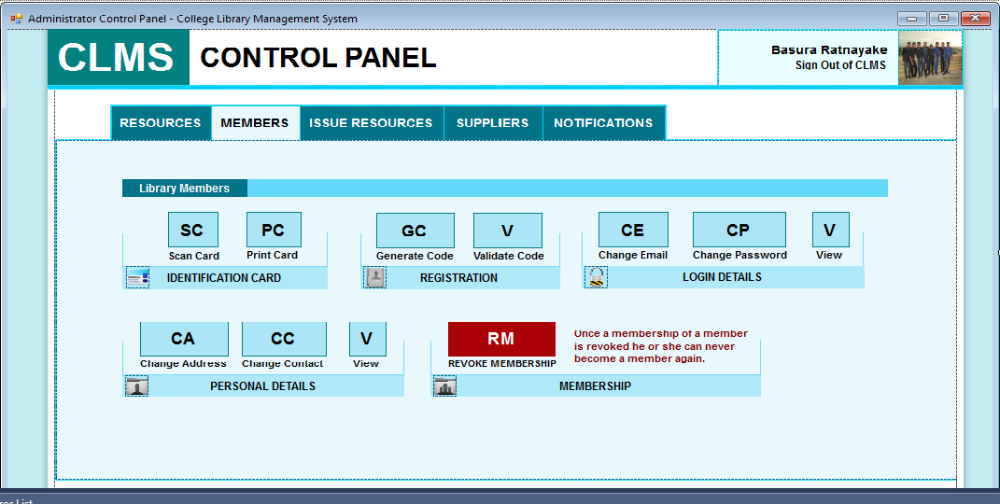 Administrator Control Panel - College Library Management System
CLMS CONTROL PANEL
Basura Ratnayake
Sign Out of CLMS
RESOURCES MEMBERS ISSUE RESOURCES SUPPLIERS NOTIFICATIONS
Library Members
SC PC
Scan Card Print Card
IDENTIFICATION CARD
GC V
Generate Code Validate Code
REGISTRATION
CE CP V
Change Email Change Password View
LOGIN DETAILS
CA CC V
Change Address Change Contact View
PERSONAL DETAILS
RM
REVOKE MEMBERSHIP
Once a membership of a member
is revoked he or she can never
become a member again.
MEMBERSHIP
List